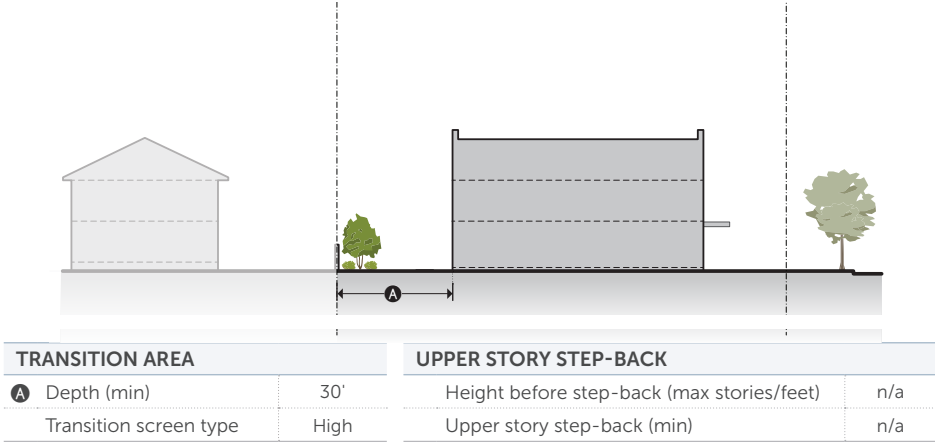 A
TRANSITION AREA
A Depth (min) 30'
Transition screen type High
UPPER STORY STEP-BACK
Height before step-back (max stories/feet) n/a
Upper story step-back (min) n/a